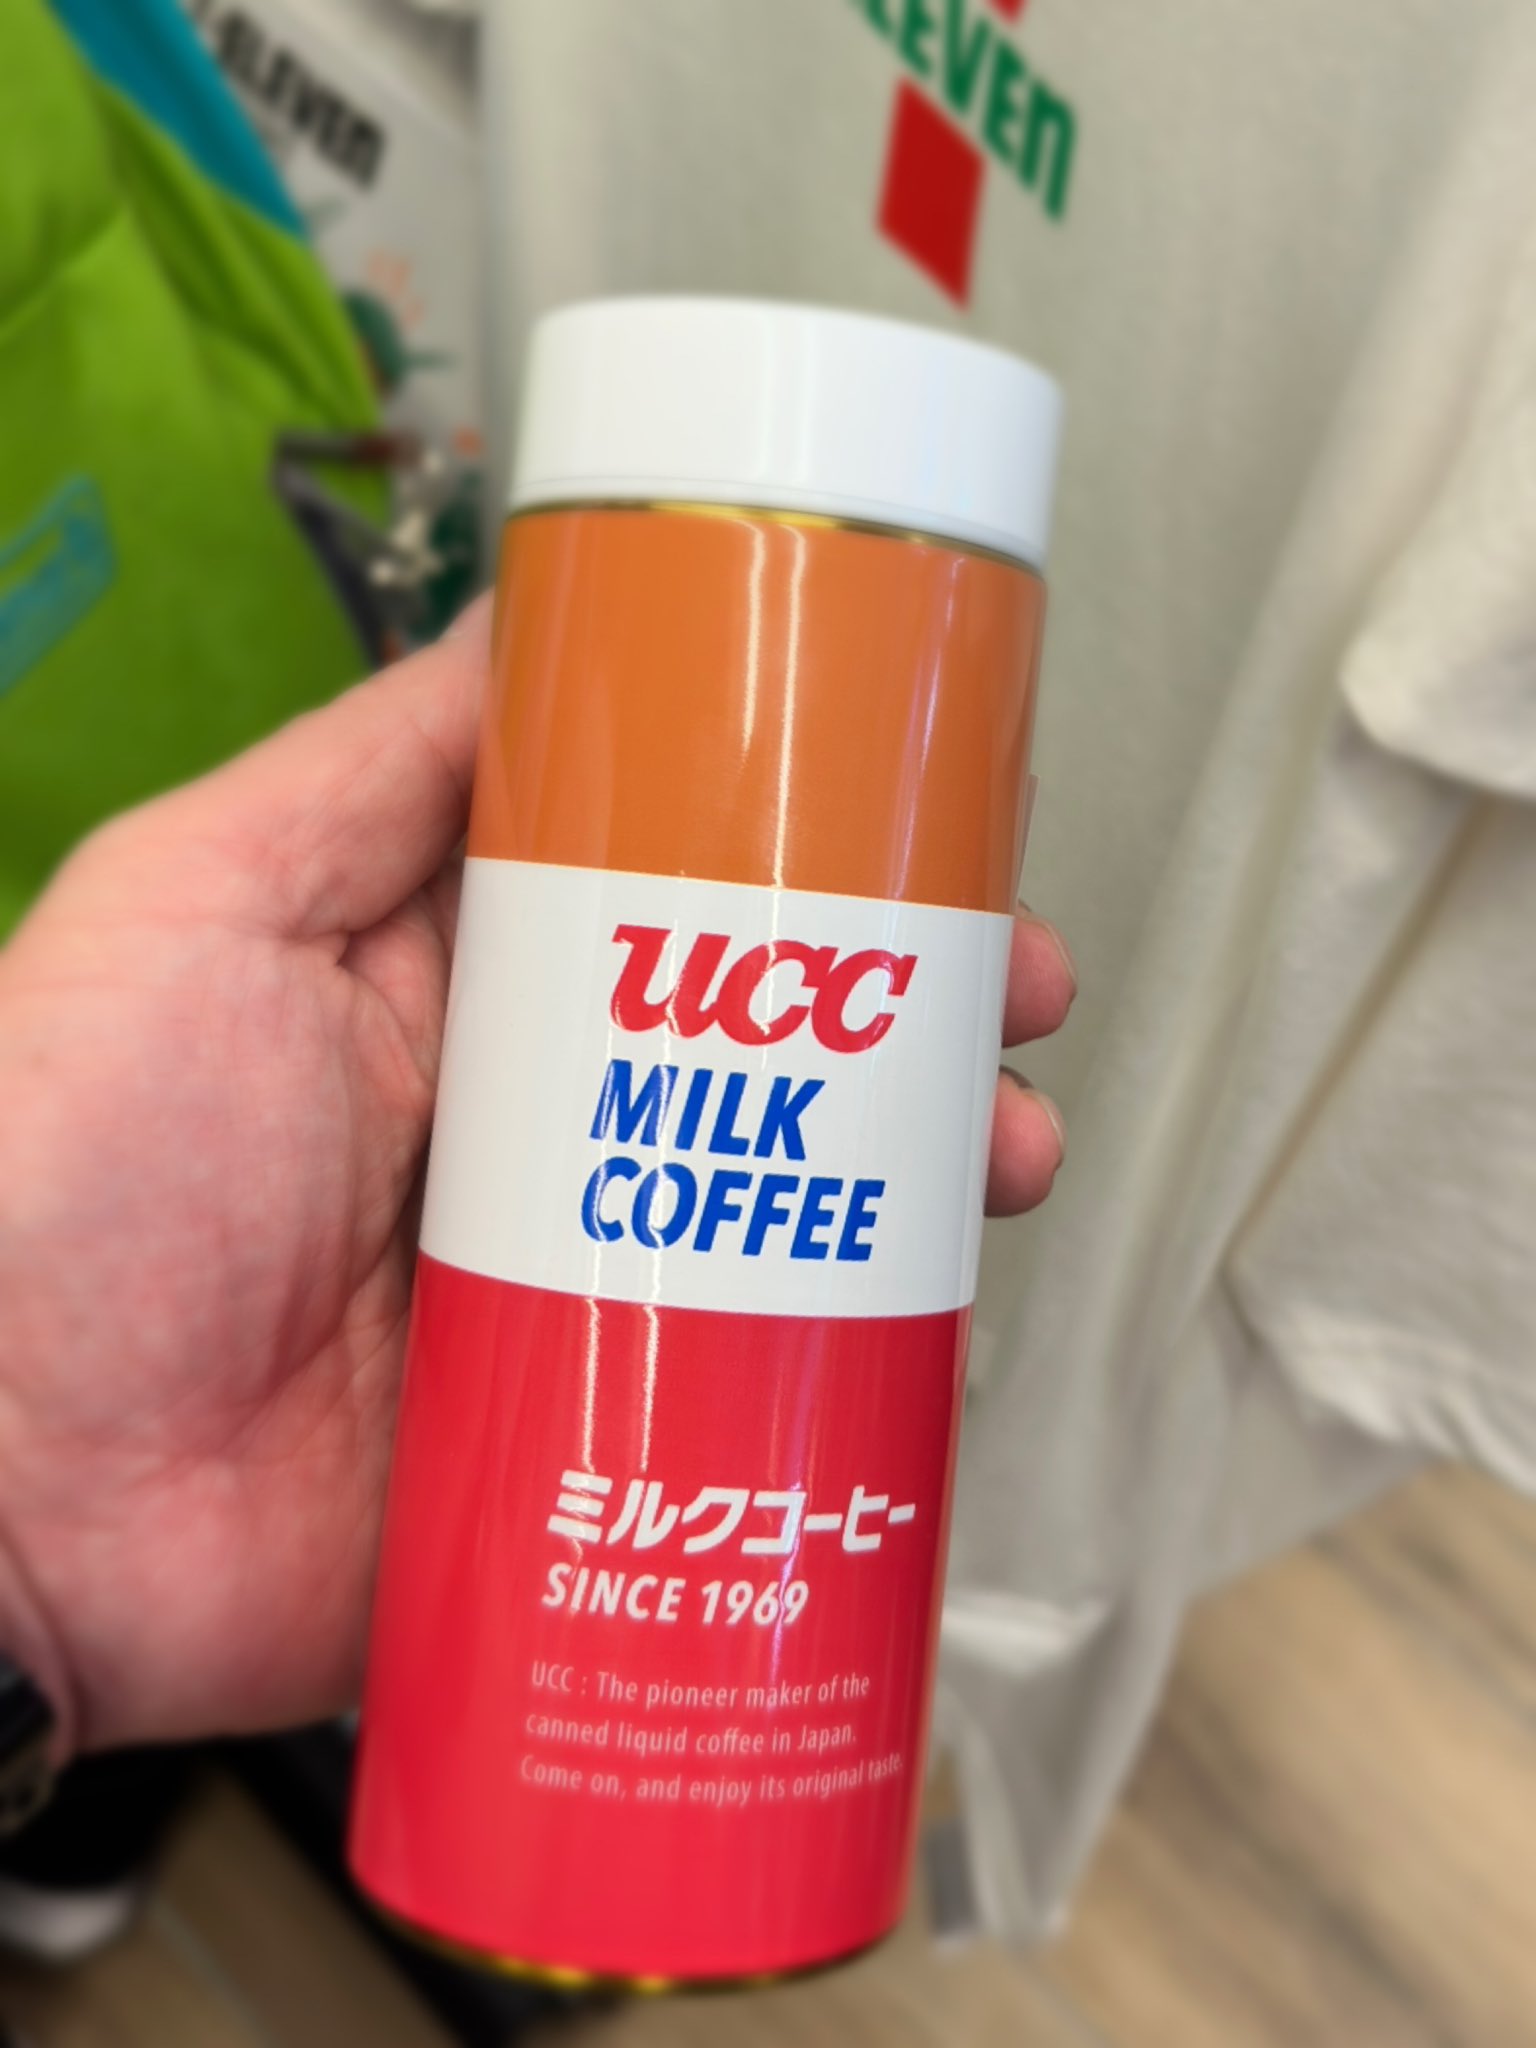 ELEVEN
ELEVEN
UCC
MILK
COFFEE
ミルクコーヒー
SINCE 1969
UCC : The pioneer maker of the
canned liquid coffee in Japan.
Come on, and enjoy its original taste.